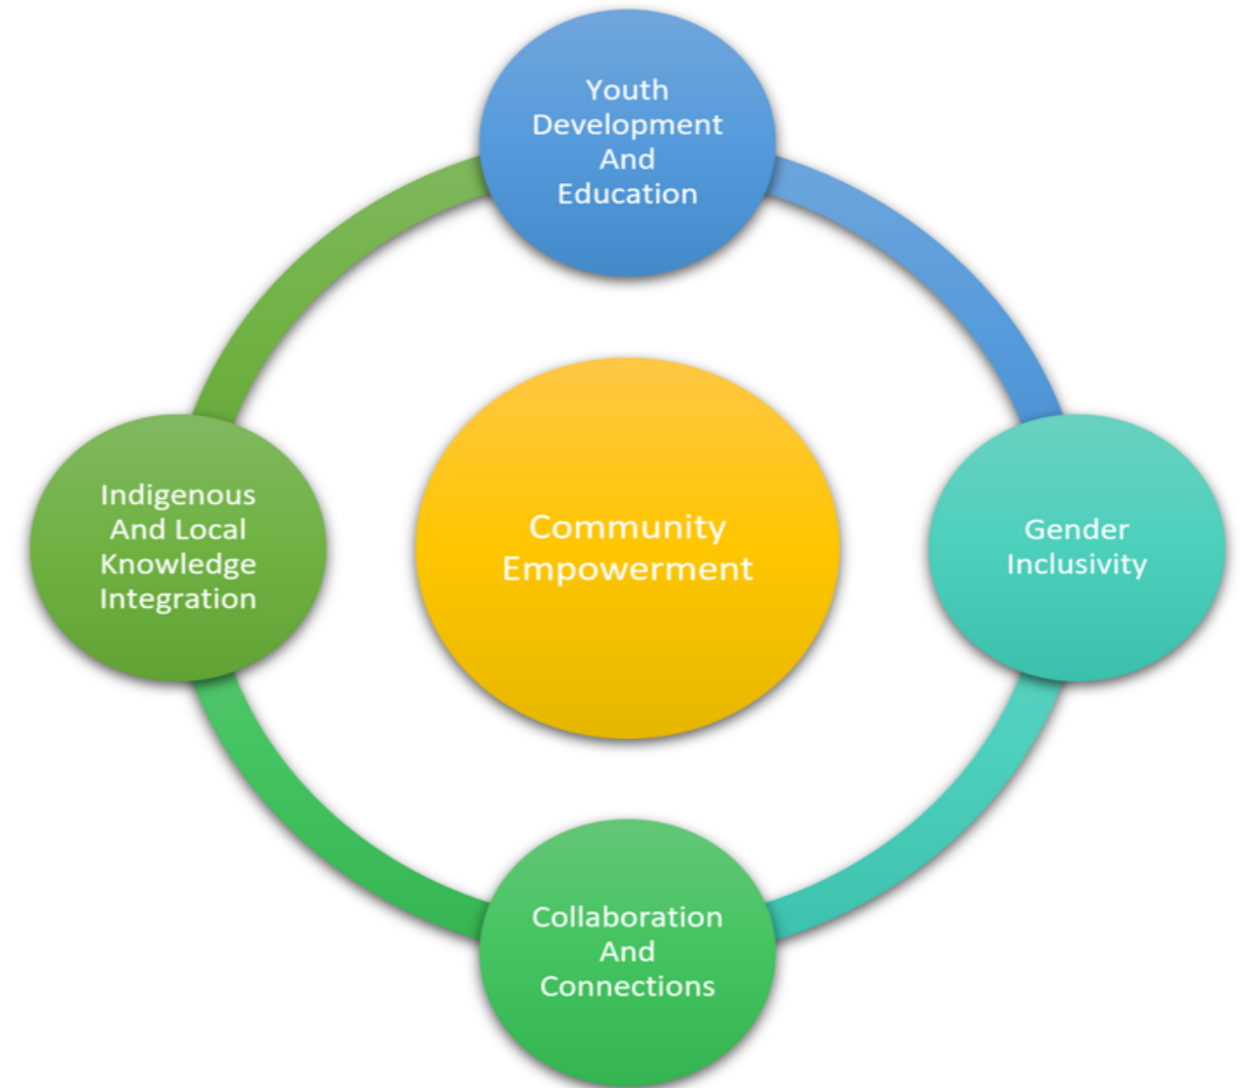 Youth
Development
And
Education
Indigenous
And Local
Knowledge
Integration
Community
Empowerment
Gender
Inclusivity
Collaboration
And
Connections